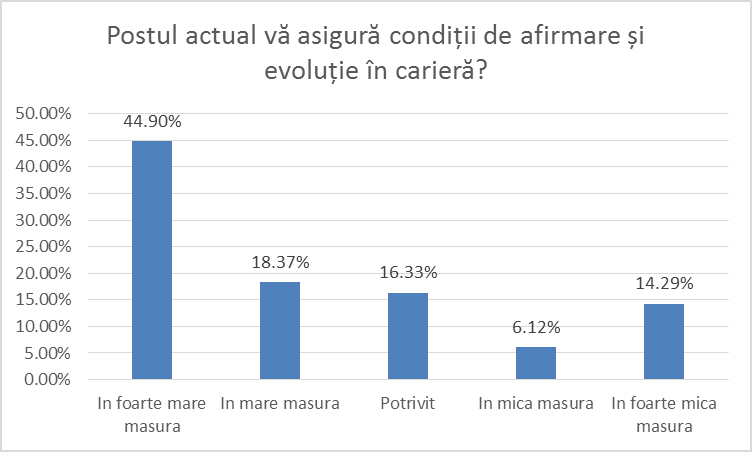 Postul actual vă asigură condiții de afirmare și
evoluție în carieră?
50.00%
45.00%
40.00%
35.00%
30.00%
25.00%
20.00%
15.00%
10.00%
5.00%
0.00%
44.90%
18.37%
16.33%
6.12%
14.29%
In foarte mare
masura
In mare masura
Potrivit
In mica masura
In foarte mica
masura